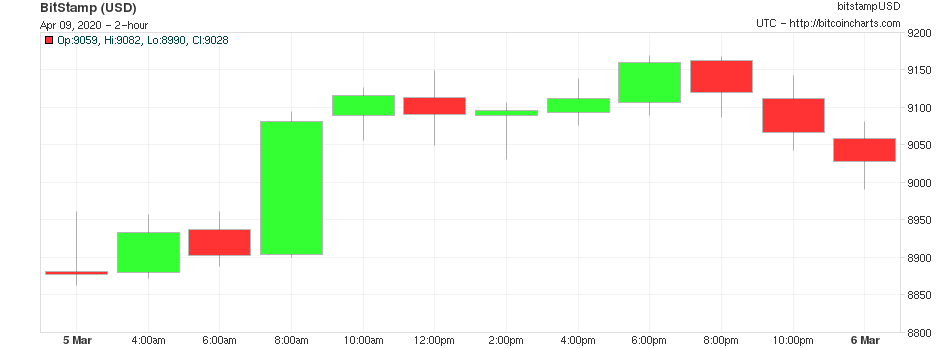 BitStamp (USD)
bitstampUSD
Apr 09, 2020 - 2-hour
UTC - http://bitcoincharts.com
Op:9059, Hi:9082, Lo:8990, Cl:9028
9200
9150
9100
9050
9000
8950
8900
8850
8800
5 Mar 4:00am 6:00am 8:00am 10:00am 12:00pm 2:00pm 4:00pm 6:00pm 8:00pm 10:00pm 6 Mar